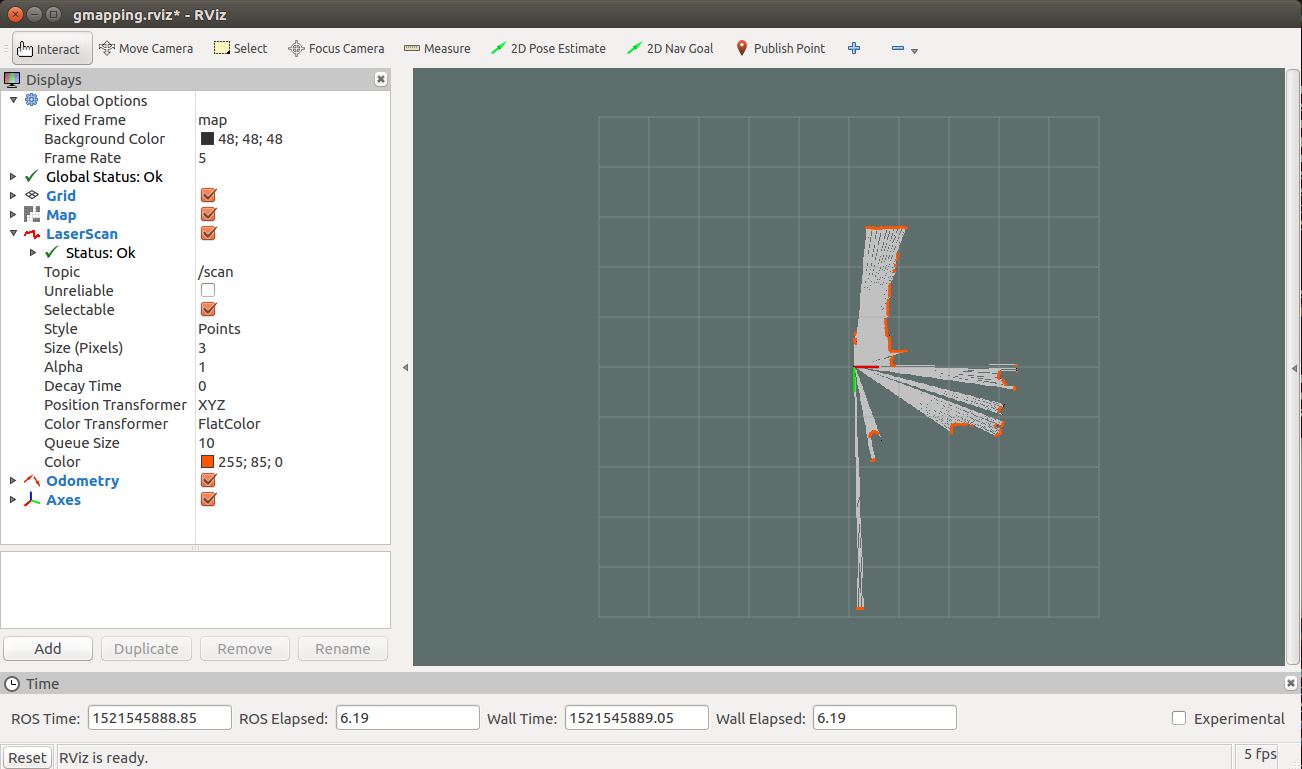 gmapping.rviz* - RViz
Interact Move Camera Select Focus Camera Measure 2D Pose Estimate 2D Nav Goal Publish Point
Displays
Global Options
Fixed Frame map
Background Color 48; 48; 48
Frame Rate 5
Global Status: Ok
Grid
Map
LaserScan
Status: Ok
Topic /scan
Unreliable
Selectable
Style Points
Size (Pixels) 3
Alpha 1
Decay Time 0
Position Transformer XYZ
Color Transformer FlatColor
Queue Size 10
Color 255; 85; 0
Odometry
Axes
Add Duplicate Remove Rename
Time
ROS Time: 1521545888.85 ROS Elapsed: 6.19 Wall Time: 1521545889.05 Wall Elapsed: 6.19 Experimental
Reset RViz is ready. 5 fps